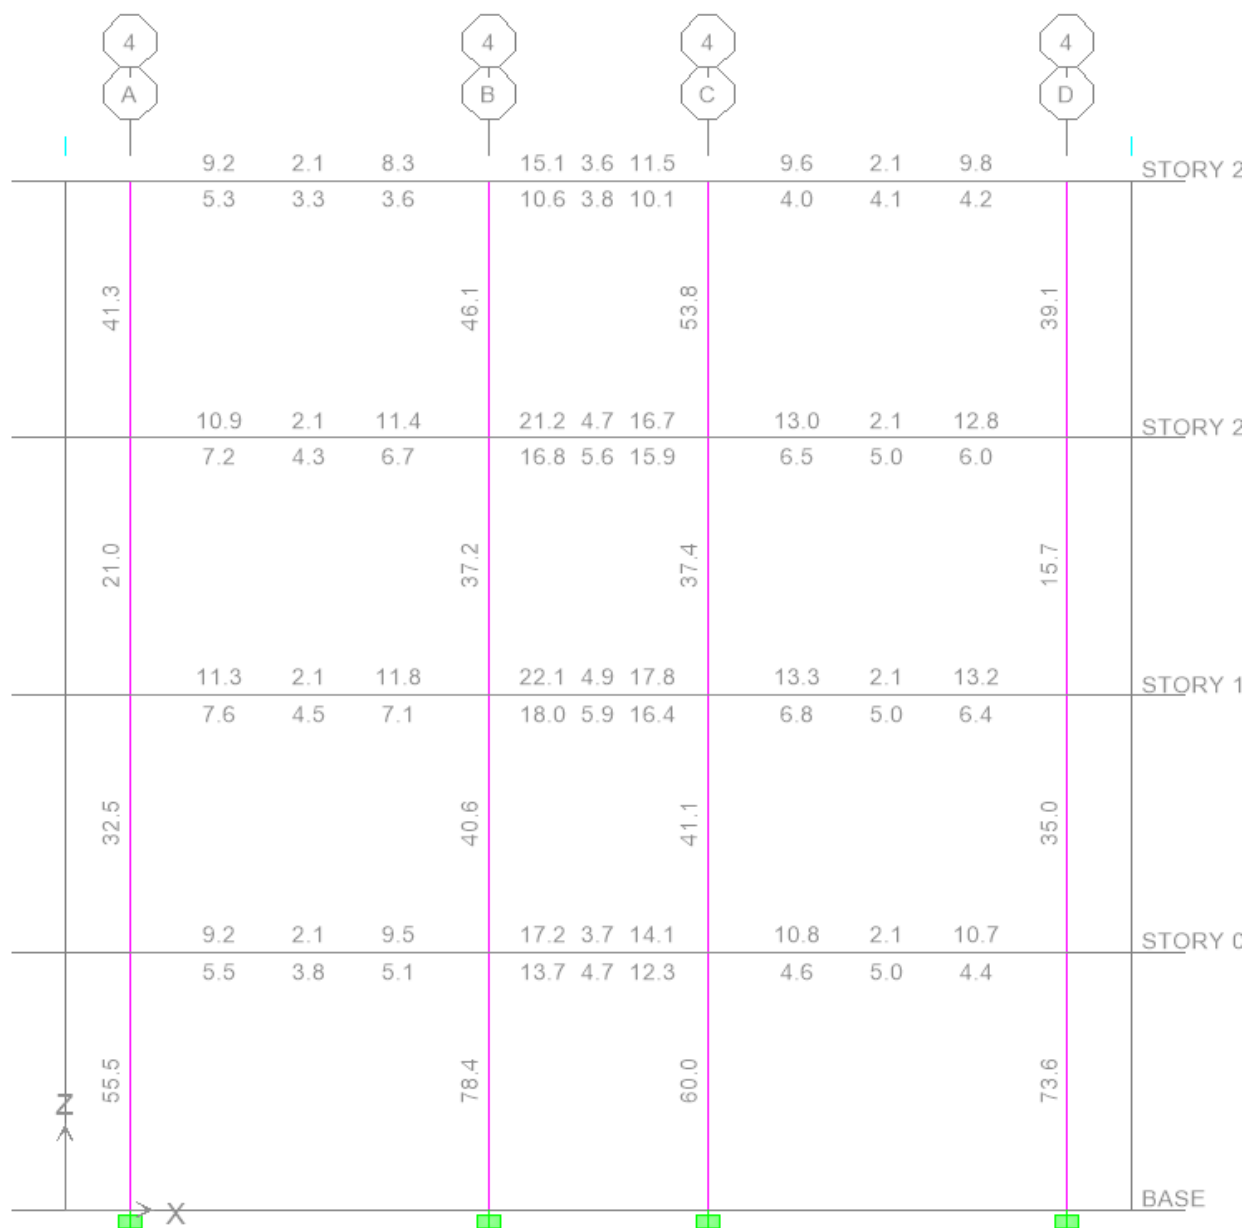 4 4 4 4
A B C D
9.2 2.1 8.3 15.1 3.6 11.5 9.6 2.1 9.8 STORY 2
5.3 3.3 3.6 10.6 3.8 10.1 4.0 4.1 4.2
41.3 46.1 53.8 39.1
10.9 2.1 11.4 21.2 4.7 16.7 13.0 2.1 12.8 STORY 2
7.2 4.3 6.7 16.8 5.6 15.9 6.5 5.0 6.0
21.0 37.2 37.4 15.7
11.3 2.1 11.8 22.1 4.9 17.8 13.3 2.1 13.2 STORY 1
7.6 4.5 7.1 18.0 5.9 16.4 6.8 5.0 6.4
32.5 40.6 41.1 35.0
9.2 2.1 9.5 17.2 3.7 14.1 10.8 2.1 10.7 STORY 0
5.5 3.8 5.1 13.7 4.7 12.3 4.6 5.0 4.4
55.5 78.4 60.0 73.6
Z
BASE
X